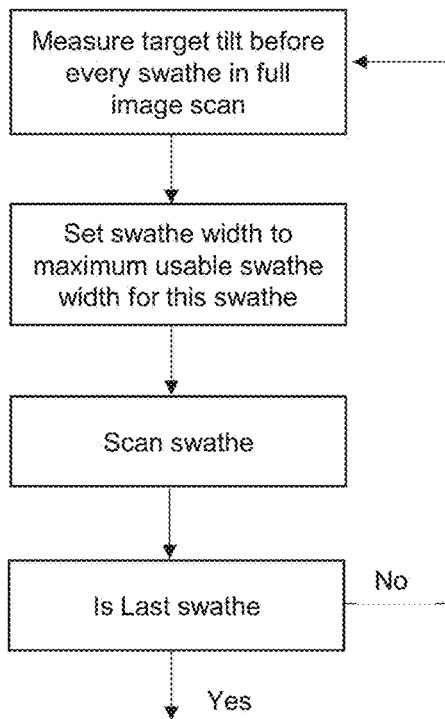 Measure target tilt before
every swathe in full
image scan
Set swathe width to
maximum usable swathe
width for this swathe
Scan swathe
Is Last swathe
No
Yes